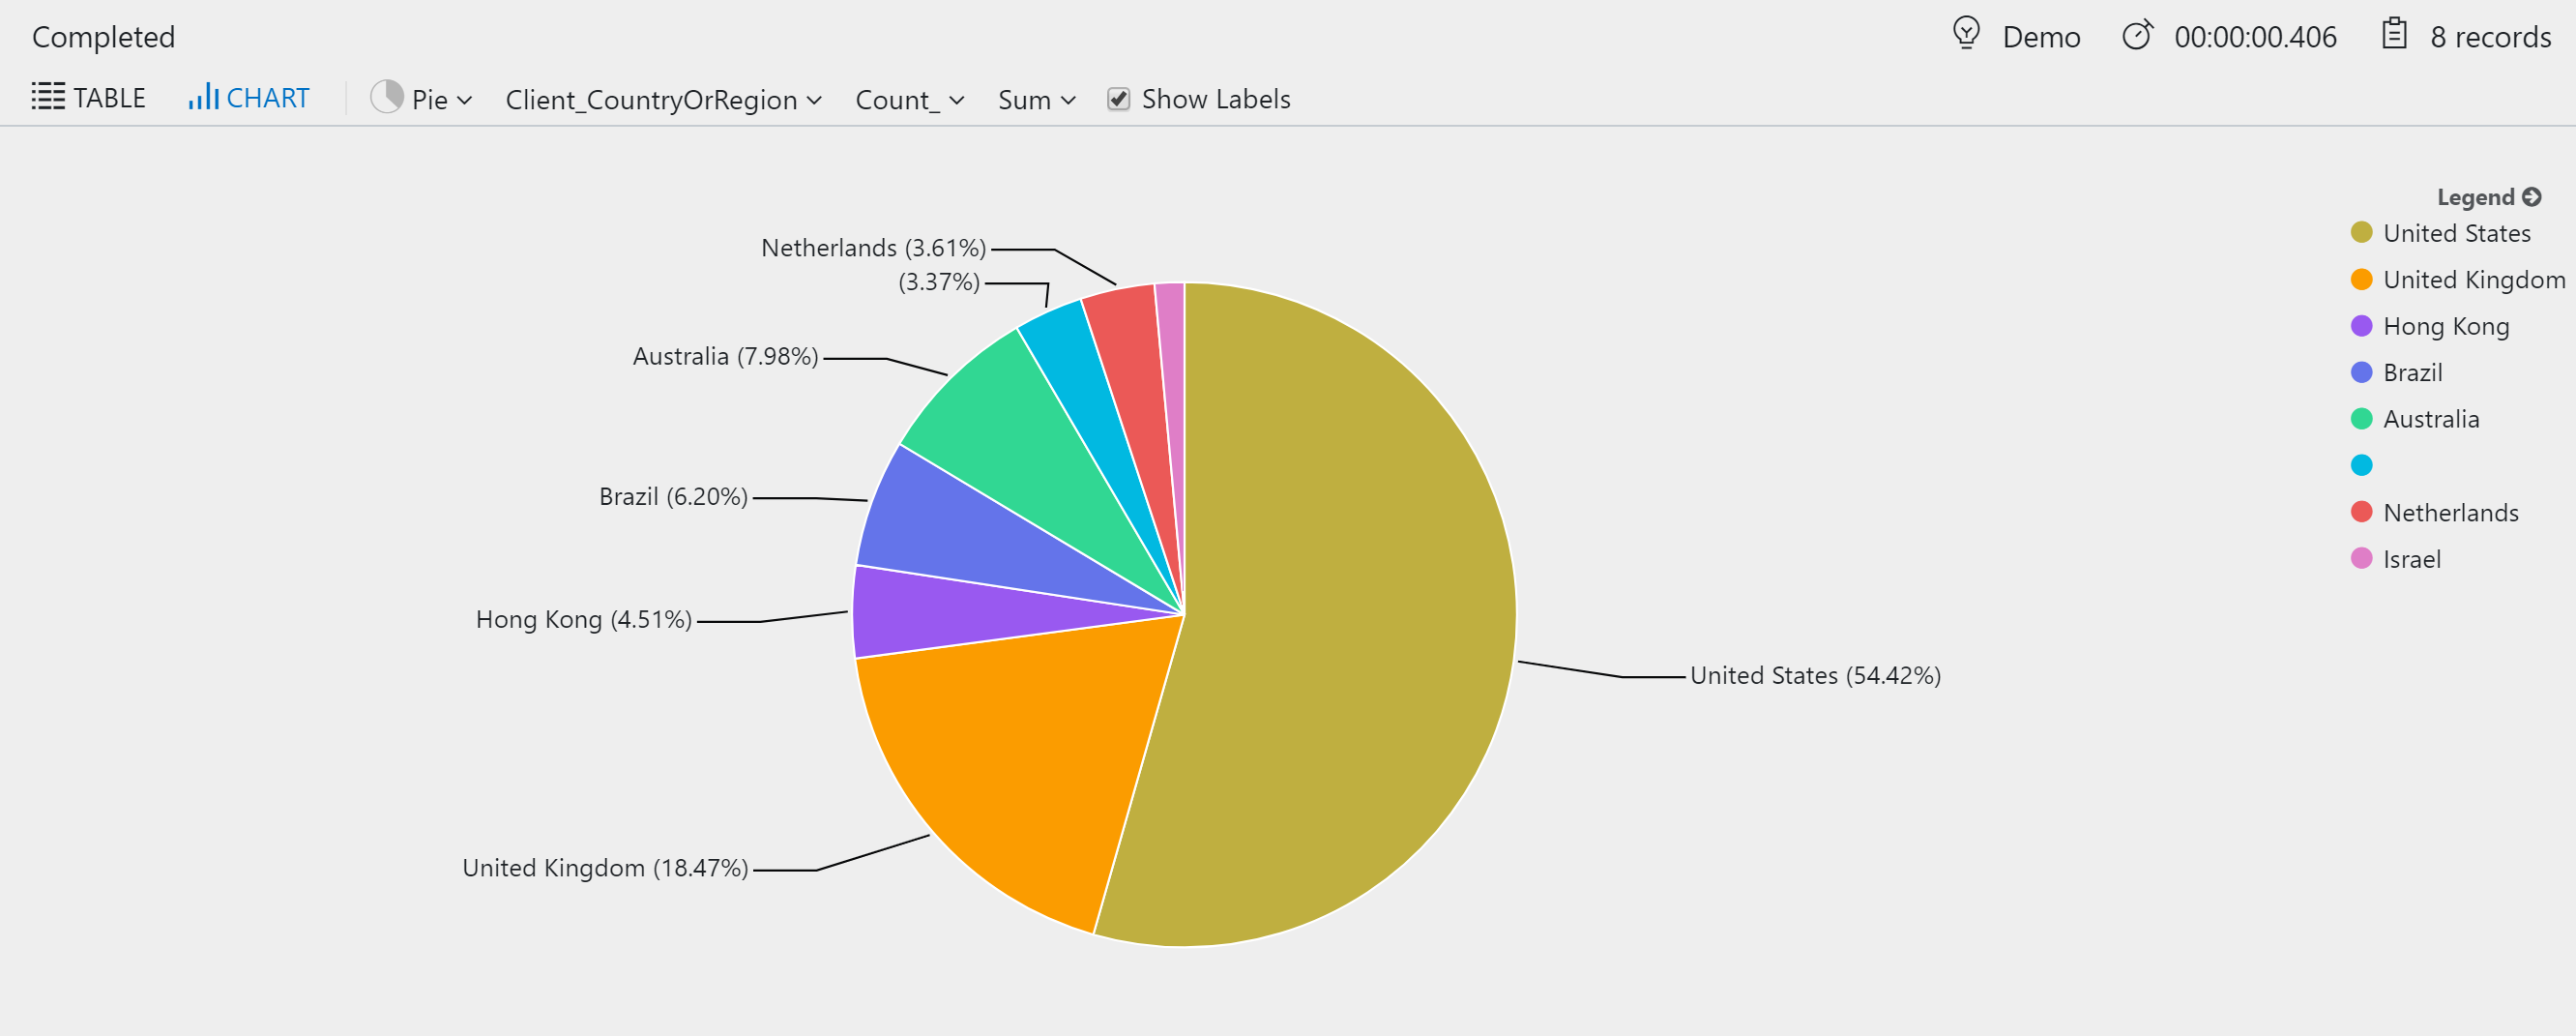 Completed
Demo 00:00:00.406 8 records
TABLE CHART Pie Client_CountryOrRegion Count_ Sum Show Labels
Legend
United States
United Kingdom
Hong Kong
Brazil
Australia
Netherlands
Israel
Netherlands (3.61%)
(3.37%)
Australia (7.98%)
Brazil (6.20%)
Hong Kong (4.51%)
United States (54.42%)
United Kingdom (18.47%)